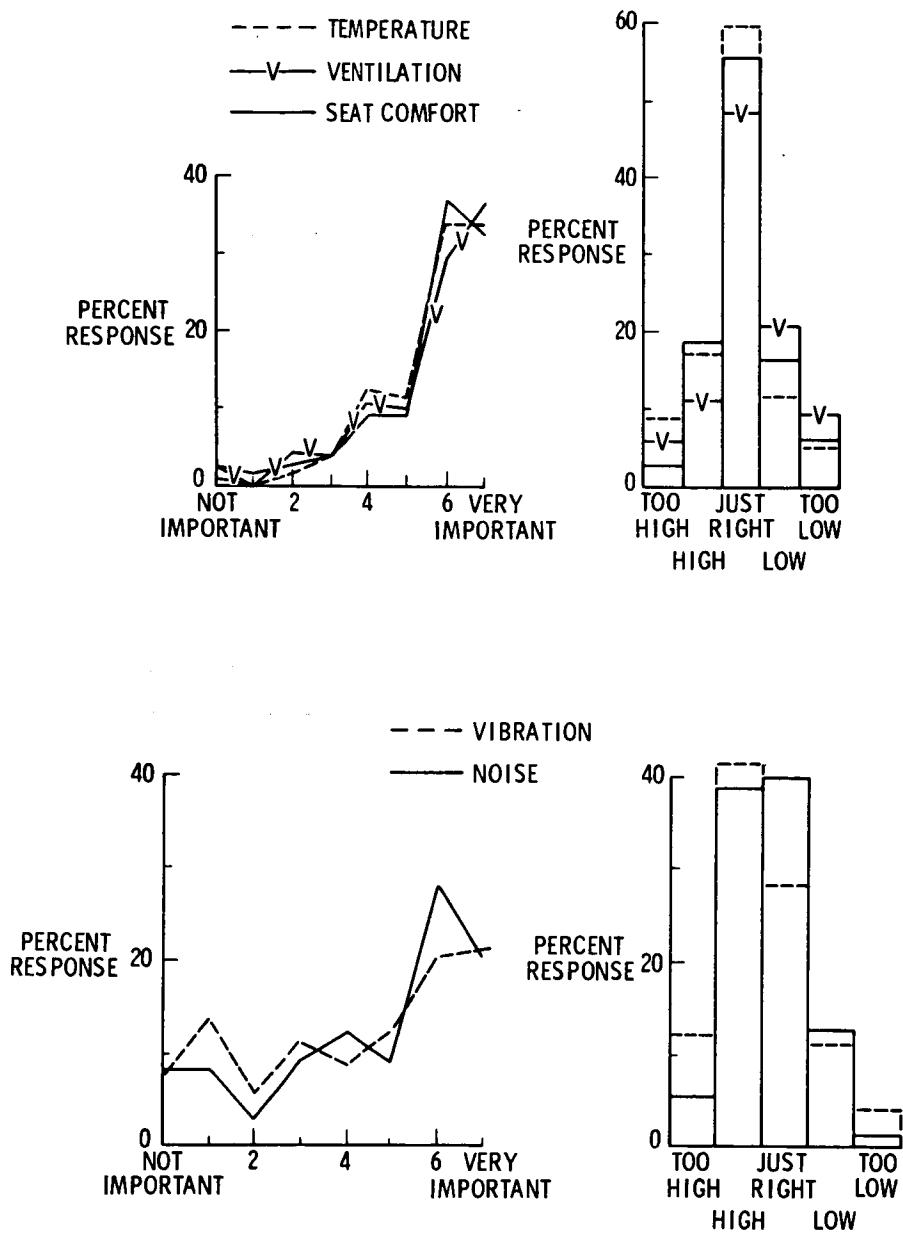 TEMPERATURE
V VENTILATION
SEAT COMFORT
40
PERCENT
RESPONSE 20
0
NOT
IMPORTANT
2
4
6
VERY
IMPORTANT
V
V
V
V
V
V
V
60
40
PERCENT
RESPONSE
20
0
V
V
V
V
V
TOO
HIGH
HIGH
JUST
RIGHT
LOW
TOO
LOW
VIBRATION
NOISE
40
PERCENT
RESPONSE 20
0
NOT
IMPORTANT
2
4
6
VERY
IMPORTANT
40
PERCENT
RESPONSE 20
0
TOO
HIGH
HIGH
JUST
RIGHT
LOW
TOO
LOW